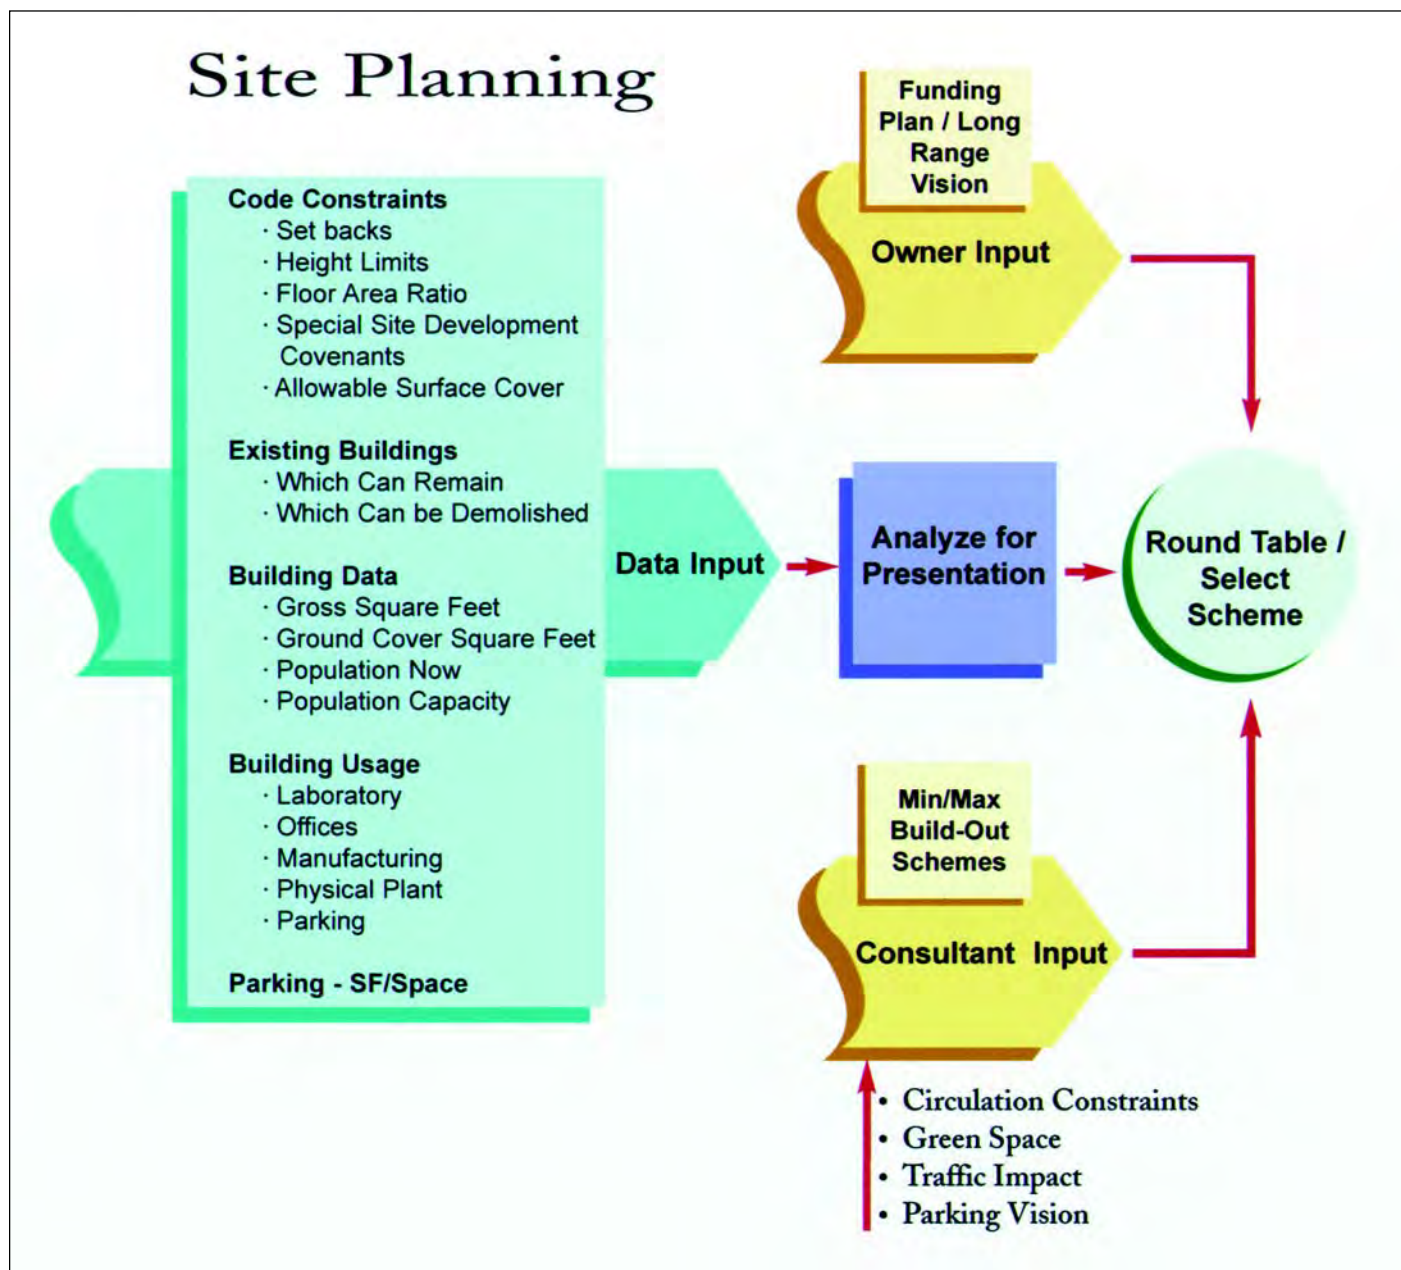 Site Planning
Code Constraints
· Set backs
· Height Limits
· Floor Area Ratio
· Special Site Development
Covenants
· Allowable Surface Cover
Existing Buildings
· Which Can Remain
· Which Can be Demolished
Building Data
· Gross Square Feet
· Ground Cover Square Feet
· Population Now
· Population Capacity
Building Usage
· Laboratory
· Offices
· Manufacturing
· Physical Plant
· Parking
Parking - SF/Space
Data Input
Funding
Plan / Long
Range
Vision
Owner Input
Analyze for
Presentation
Round Table /
Select
Scheme
Min/Max
Build-Out
Schemes
Consultant Input
• Circulation Constraints
• Green Space
• Traffic Impact
• Parking Vision